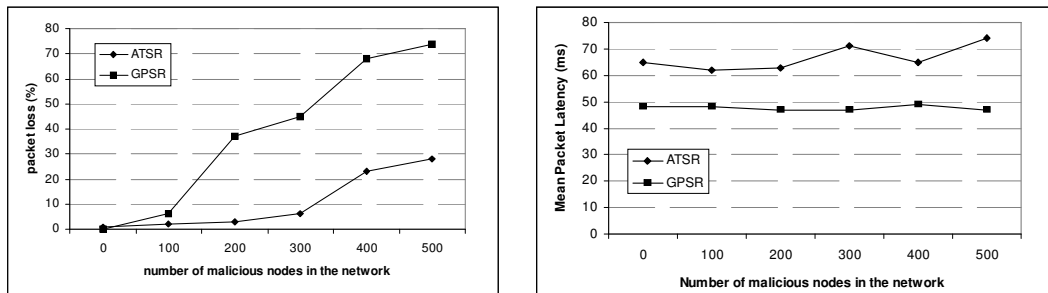 packet loss (%)
80
70
60
50
40
30
20
10
0
ATSR
GPSR
0 100 200 300 400 500
number of malicious nodes in the network
Mean Packet Latency (ms)
80
70
60
50
40
30
20
10
0
ATSR
GPSR
0 100 200 300 400 500
Number of malicious nodes in the network